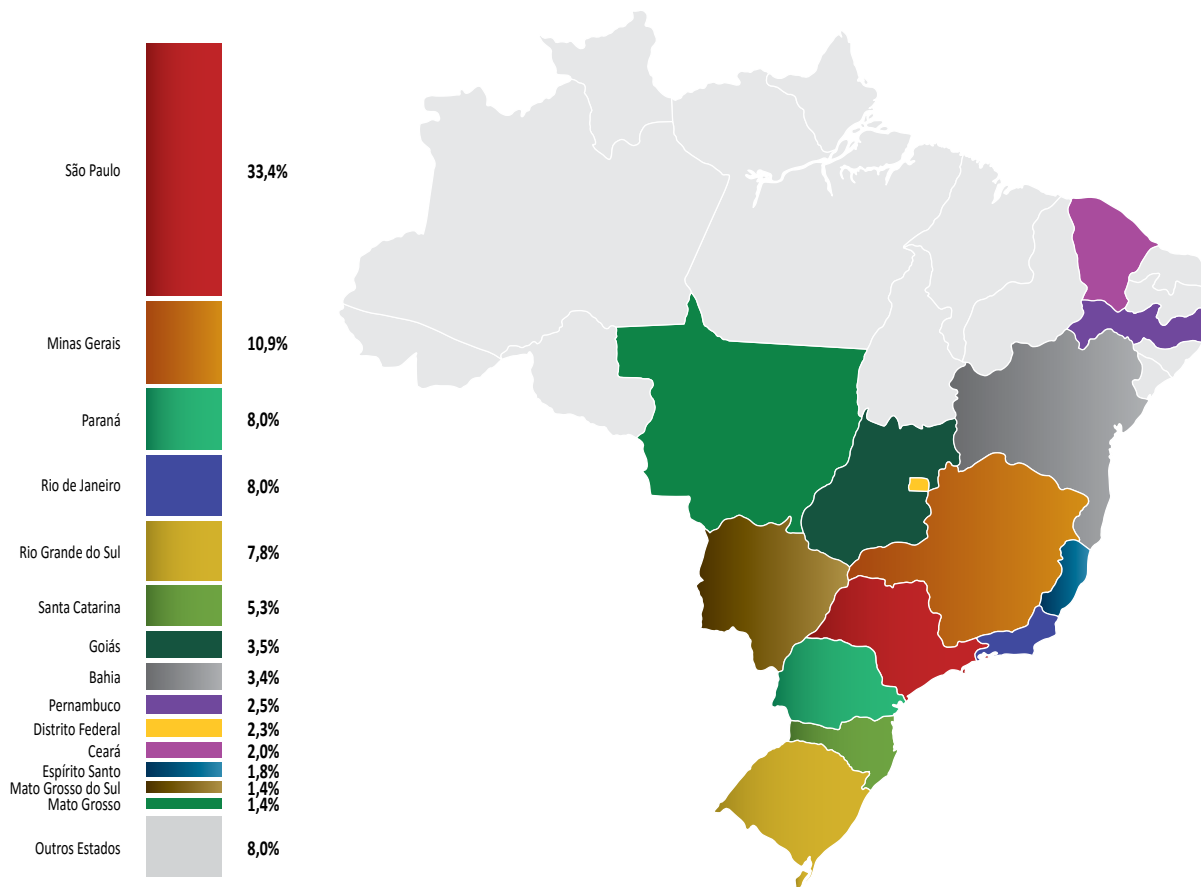 São Paulo 33,4%
Minas Gerais 10,9%
Paraná 8,0%
Rio de Janeiro 8,0%
Rio Grande do Sul 7,8%
Santa Catarina 5,3%
Goiás 3,5%
Bahia 3,4%
Pernambuco 2,5%
Distrito Federal 2,3%
Ceará 2,0%
Espírito Santo 1,8%
Mato Grosso do Sul 1,4%
Mato Grosso 1,4%
Outros Estados 8,0%